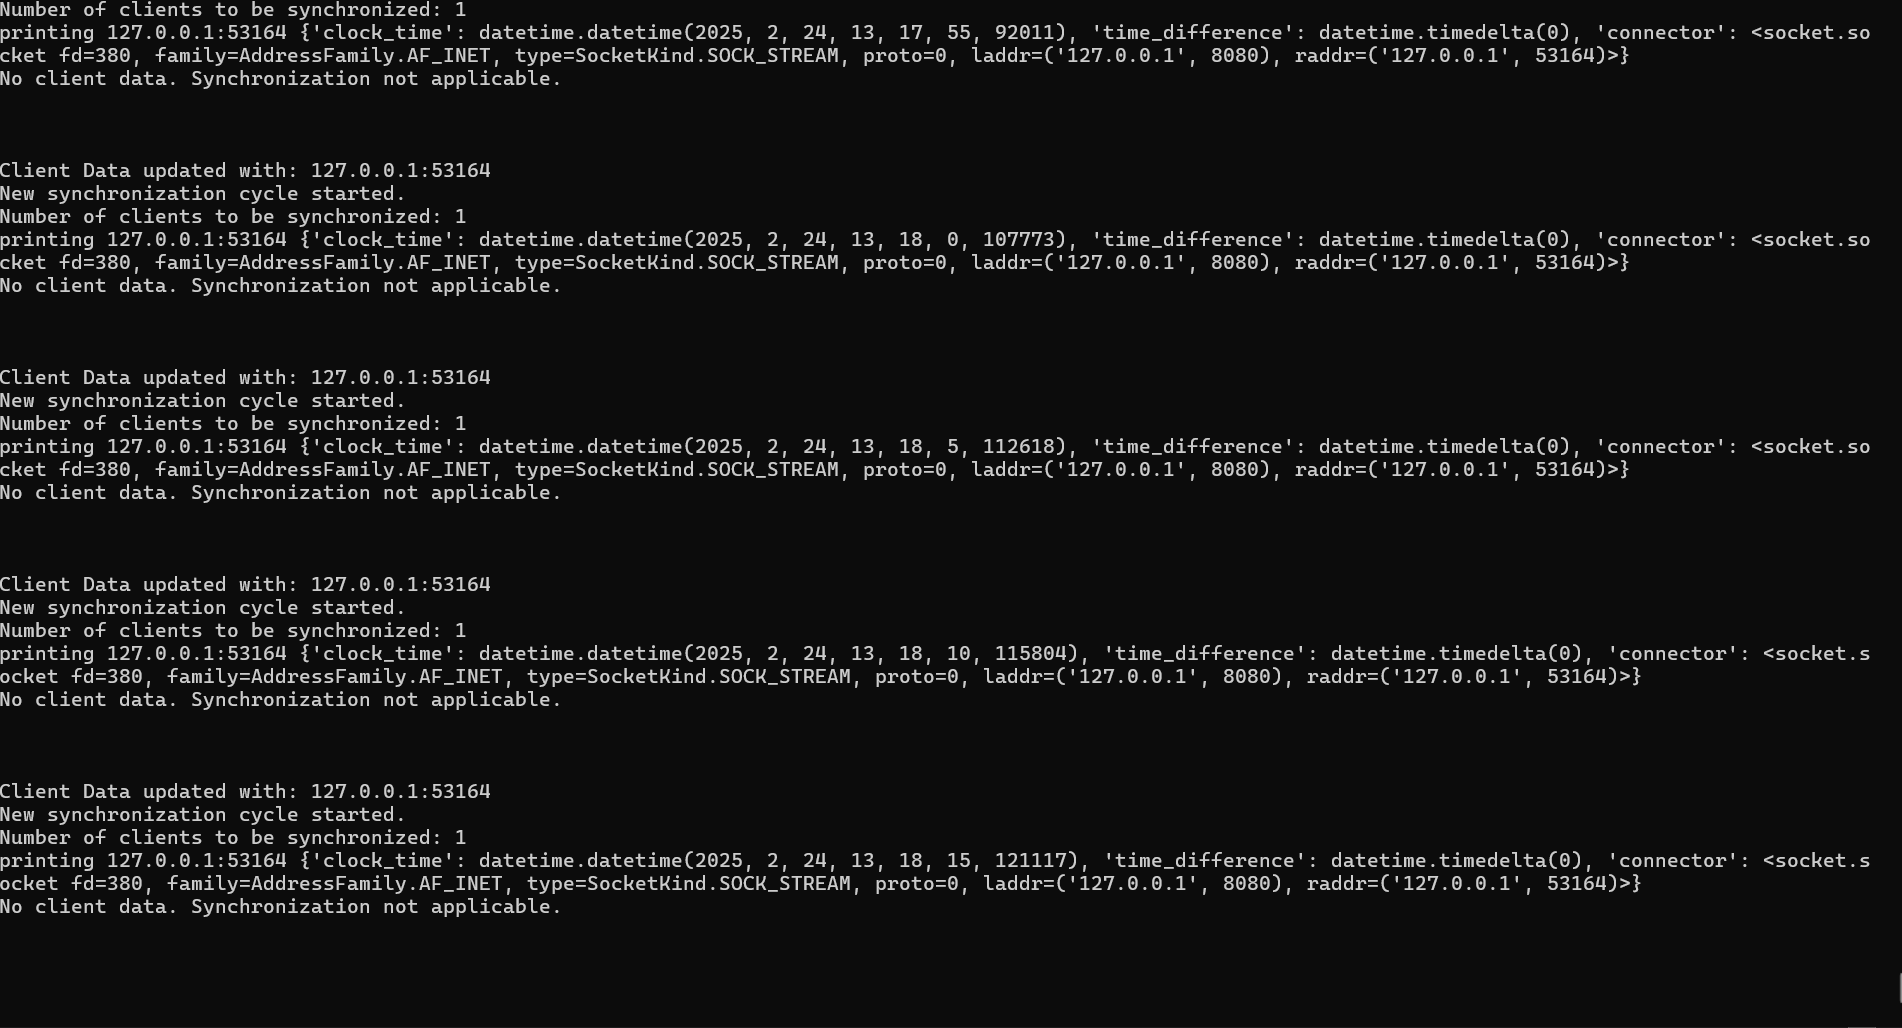 Number of clients to be synchronized: 1
printing 127.0.0.1:53164 {'clock_time': datetime.datetime(2025, 2, 24, 13, 17, 55, 92011), 'time_difference': datetime.timedelta(0), 'connector': <socket.so
cket fd=380, family=AddressFamily.AF_INET, type=SocketKind.SOCK_STREAM, proto=0, laddr=('127.0.0.1', 8080), raddr=('127.0.0.1', 53164)>}
No client data. Synchronization not applicable.
Client Data updated with: 127.0.0.1:53164
New synchronization cycle started.
Number of clients to be synchronized: 1
printing 127.0.0.1:53164 {'clock_time': datetime.datetime(2025, 2, 24, 13, 18, 0, 107773), 'time_difference': datetime.timedelta(0), 'connector': <socket.so
cket fd=380, family=AddressFamily.AF_INET, type=SocketKind.SOCK_STREAM, proto=0, laddr=('127.0.0.1', 8080), raddr=('127.0.0.1', 53164)>}
No client data. Synchronization not applicable.
Client Data updated with: 127.0.0.1:53164
New synchronization cycle started.
Number of clients to be synchronized: 1
printing 127.0.0.1:53164 {'clock_time': datetime.datetime(2025, 2, 24, 13, 18, 5, 112618), 'time_difference': datetime.timedelta(0), 'connector': <socket.so
cket fd=380, family=AddressFamily.AF_INET, type=SocketKind.SOCK_STREAM, proto=0, laddr=('127.0.0.1', 8080), raddr=('127.0.0.1', 53164)>}
No client data. Synchronization not applicable.
Client Data updated with: 127.0.0.1:53164
New synchronization cycle started.
Number of clients to be synchronized: 1
printing 127.0.0.1:53164 {'clock_time': datetime.datetime(2025, 2, 24, 13, 18, 10, 115804), 'time_difference': datetime.timedelta(0), 'connector': <socket.s
ocket fd=380, family=AddressFamily.AF_INET, type=SocketKind.SOCK_STREAM, proto=0, laddr=('127.0.0.1', 8080), raddr=('127.0.0.1', 53164)>}
No client data. Synchronization not applicable.
Client Data updated with: 127.0.0.1:53164
New synchronization cycle started.
Number of clients to be synchronized: 1
printing 127.0.0.1:53164 {'clock_time': datetime.datetime(2025, 2, 24, 13, 18, 15, 121117), 'time_difference': datetime.timedelta(0), 'connector': <socket.s
ocket fd=380, family=AddressFamily.AF_INET, type=SocketKind.SOCK_STREAM, proto=0, laddr=('127.0.0.1', 8080), raddr=('127.0.0.1', 53164)>}
No client data. Synchronization not applicable.